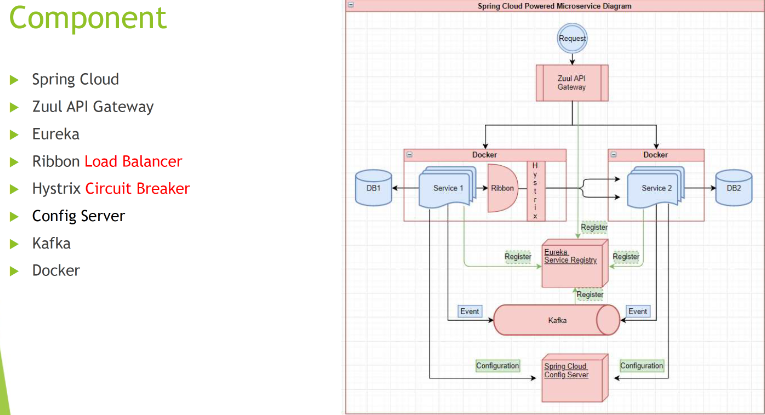 Component
Spring Cloud
Zuul API Gateway
Eureka
Ribbon Load Balancer
Hystrix Circuit Breaker
Config Server
Kafka
Docker
Spring Cloud Powered Microservice Diagram
Request
Zuul API
Gateway
Docker
Docker
DB1
Service 1
Ribbon
H
y
s
t
r
i
x
Service 2
DB2
Register
Register
Eureka
Service Registry
Register
Register
Event
Kafka
Event
Configuration
Spring Cloud
Config Server
Configuration